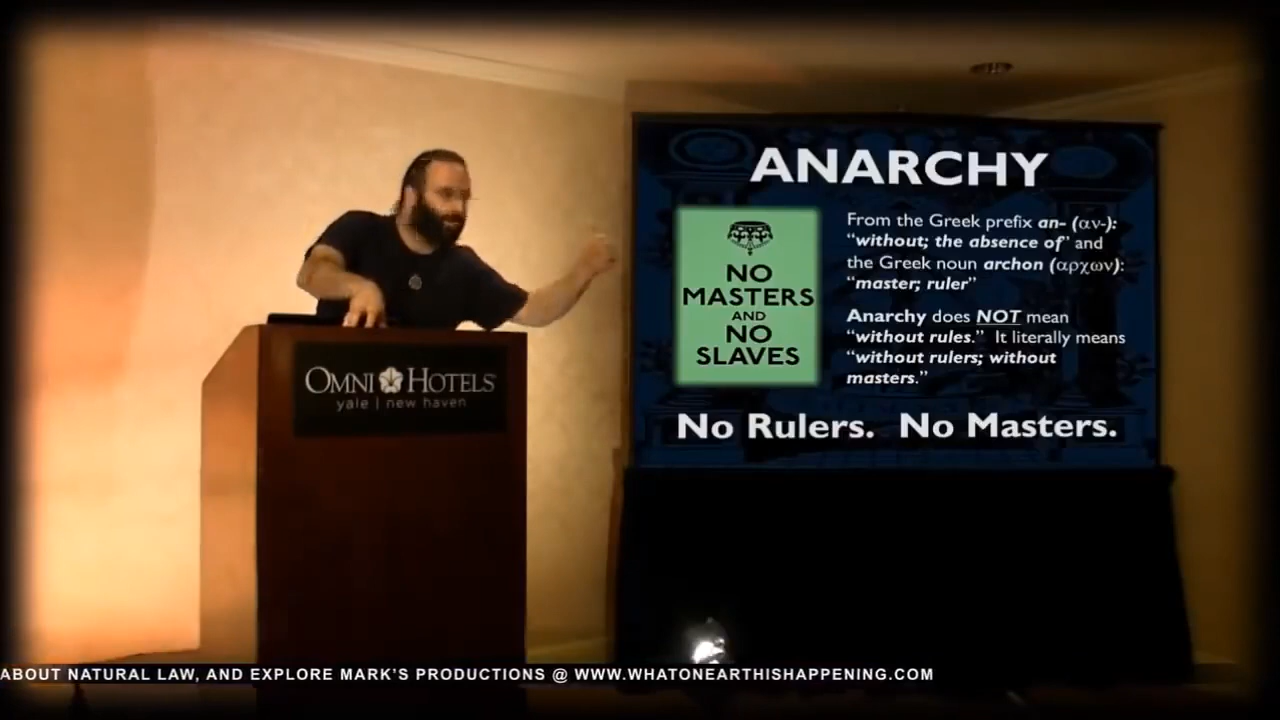 ANARCHY
NO
MASTERS
AND
NO
SLAVES
From the Greek prefix an- (αν-):
“without; the absence of” and
the Greek noun archon (αρχων):
“master; ruler”
Anarchy does NOT mean
“without rules.” It literally means
“without rulers; without
masters.”
No Rulers. No Masters.
OMNI HOTELS
yale | new haven
ABOUT NATURAL LAW, AND EXPLORE MARK’S PRODUCTIONS @ WWW.WHATONEARTHISHAPPENING.COM